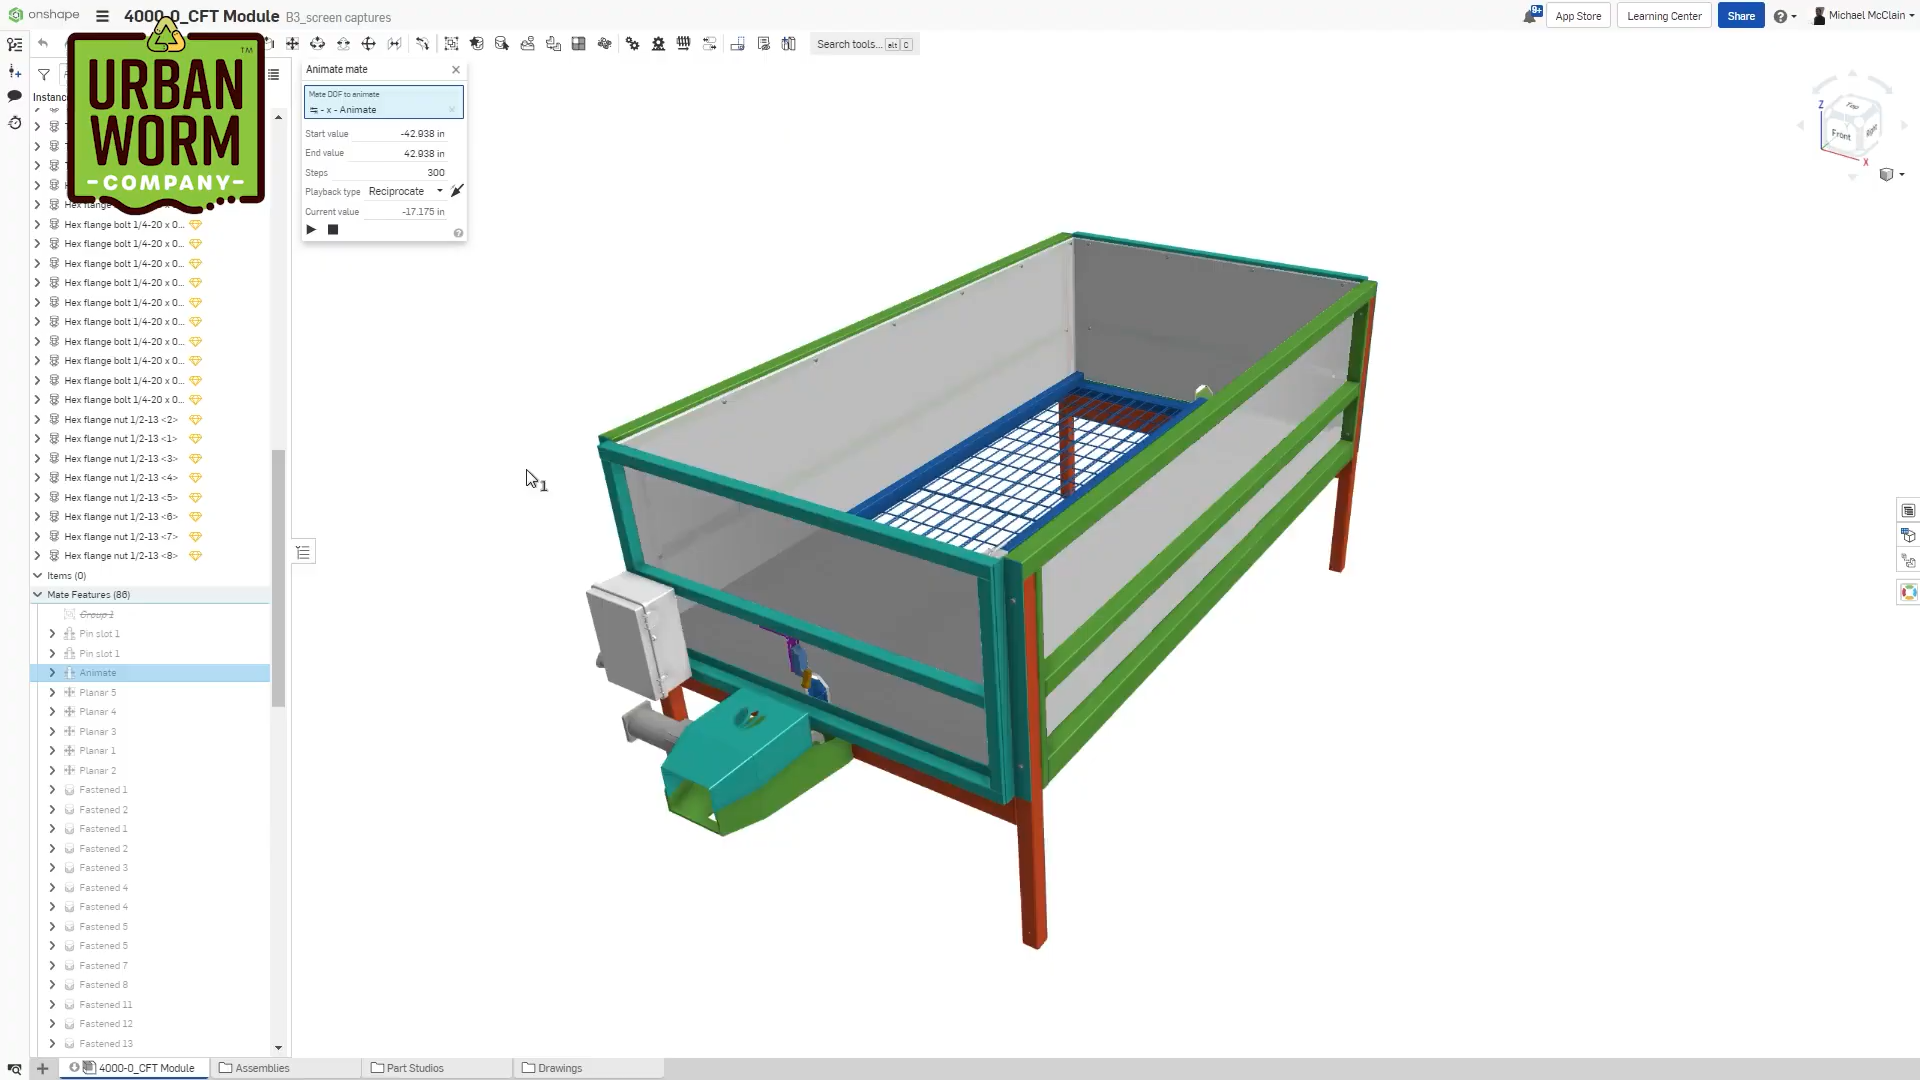 onshape
4000-0_CFT Module B3_screen captures
9+
App Store
Learning Center
Share
Michael McClain
Search tools... alt C
URBAN
WORM
-COMPANY-
TM
Animate mate
Mate DOF to animate
- x - Animate
Start value -42.938 in
End value 42.938 in
Steps 300
Playback type Reciprocate
Current value -17.175 in
Hex flange bolt 1/4-20 x 0...
Hex flange bolt 1/4-20 x 0...
Hex flange bolt 1/4-20 x 0...
Hex flange bolt 1/4-20 x 0...
Hex flange bolt 1/4-20 x 0...
Hex flange bolt 1/4-20 x 0...
Hex flange bolt 1/4-20 x 0...
Hex flange bolt 1/4-20 x 0...
Hex flange bolt 1/4-20 x 0...
Hex flange bolt 1/4-20 x 0...
Hex flange nut 1/2-13 <2>
Hex flange nut 1/2-13 <1>
Hex flange nut 1/2-13 <3>
Hex flange nut 1/2-13 <4>
Hex flange nut 1/2-13 <5>
Hex flange nut 1/2-13 <6>
Hex flange nut 1/2-13 <7>
Hex flange nut 1/2-13 <8>
Items (0)
Mate Features (86)
Group 1
Pin slot 1
Pin slot 1
Animate
Planar 5
Planar 4
Planar 3
Planar 1
Planar 2
Fastened 1
Fastened 2
Fastened 1
Fastened 2
Fastened 3
Fastened 4
Fastened 4
Fastened 5
Fastened 5
Fastened 7
Fastened 8
Fastened 11
Fastened 12
Fastened 13
1
Z
Top
Front
Right
X
4000-0_CFT Module
Assemblies
Part Studios
Drawings